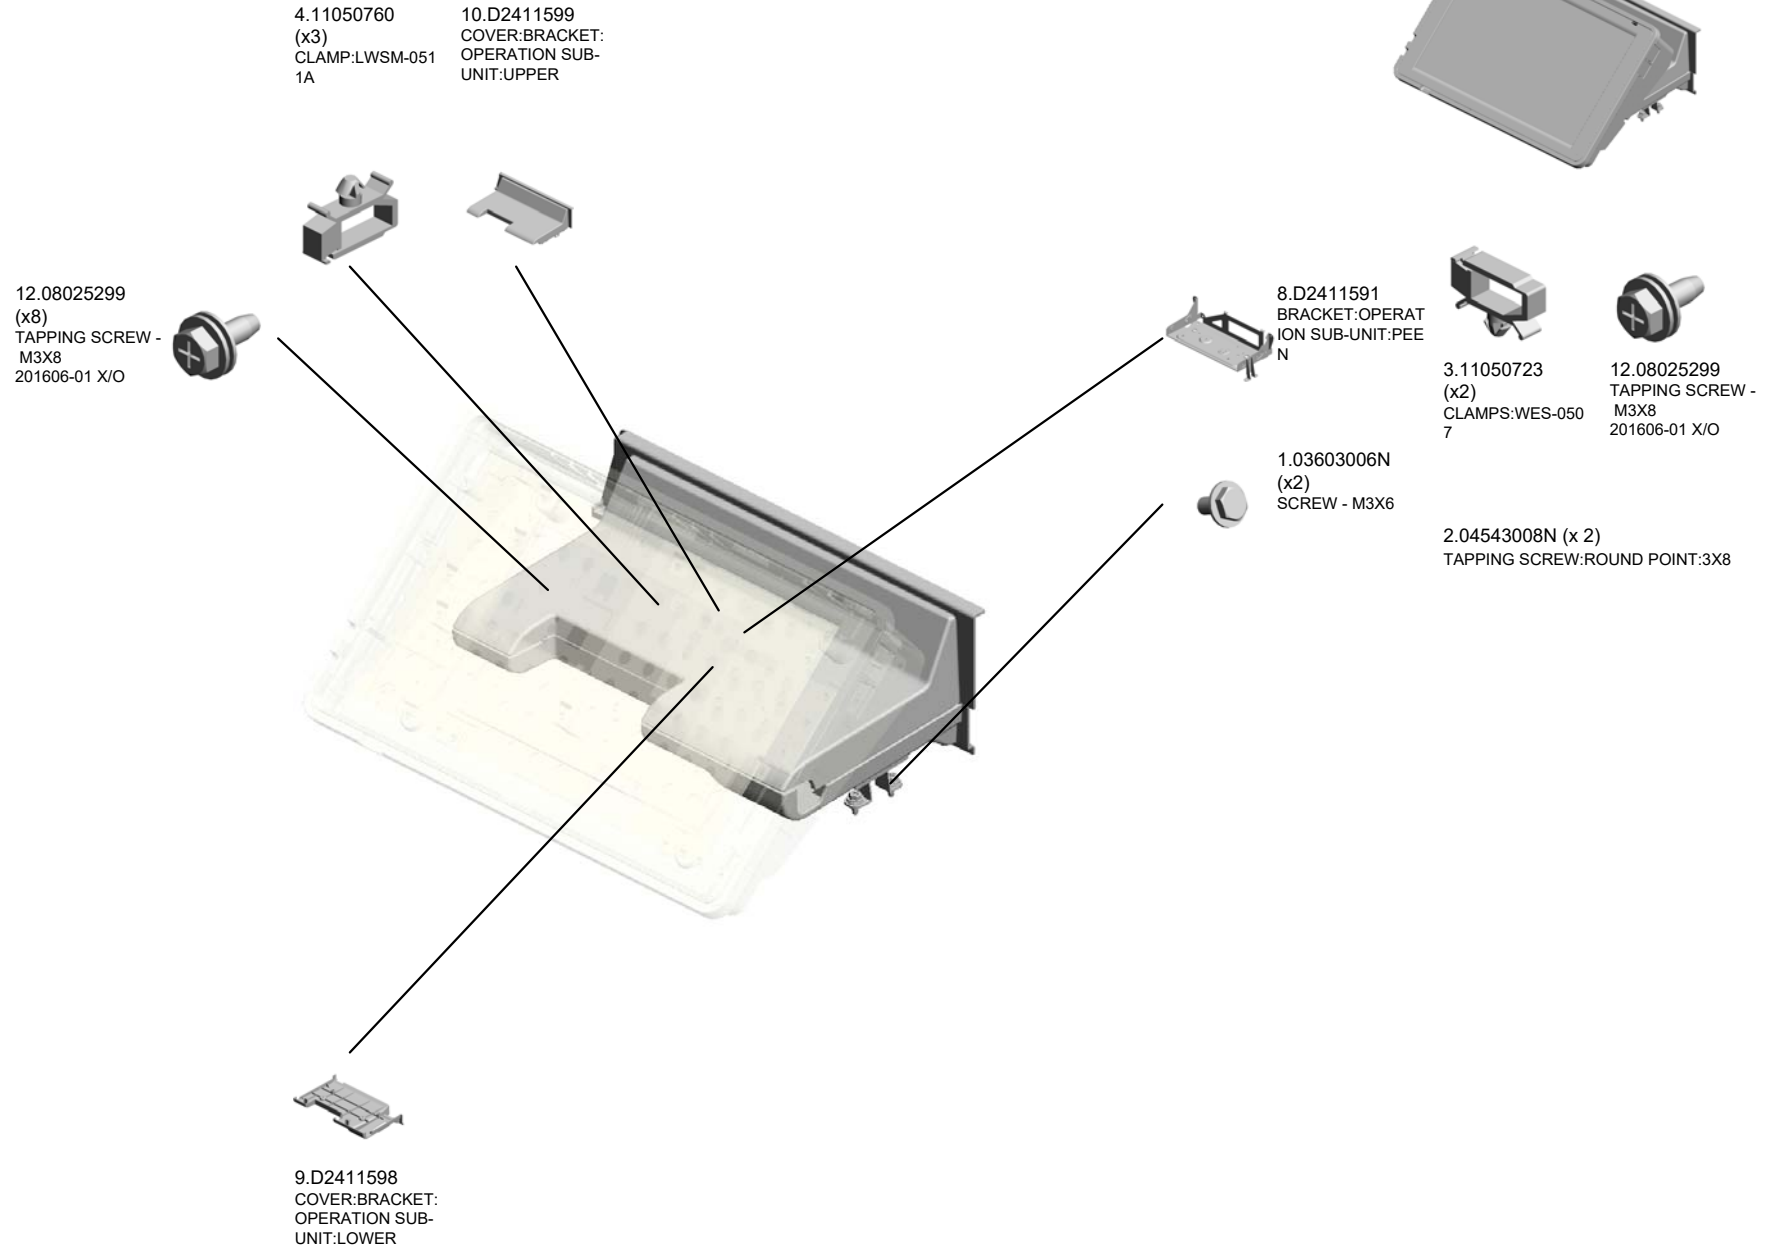 4.11050760
(x3)
CLAMP:LWSM-051
1A
10.D2411599
COVER:BRACKET:
OPERATION SUB-
UNIT:UPPER
12.08025299
(x8)
TAPPING SCREW -
M3X8
201606-01 X/O
8.D2411591
BRACKET:OPERAT
ION SUB-UNIT:PEE
N
3.11050723
(x2)
CLAMPS:WES-050
7
12.08025299
TAPPING SCREW -
M3X8
201606-01 X/O
1.03603006N
(x2)
SCREW - M3X6
2.04543008N (x 2)
TAPPING SCREW:ROUND POINT:3X8
9.D2411598
COVER:BRACKET:
OPERATION SUB-
UNIT:LOWER